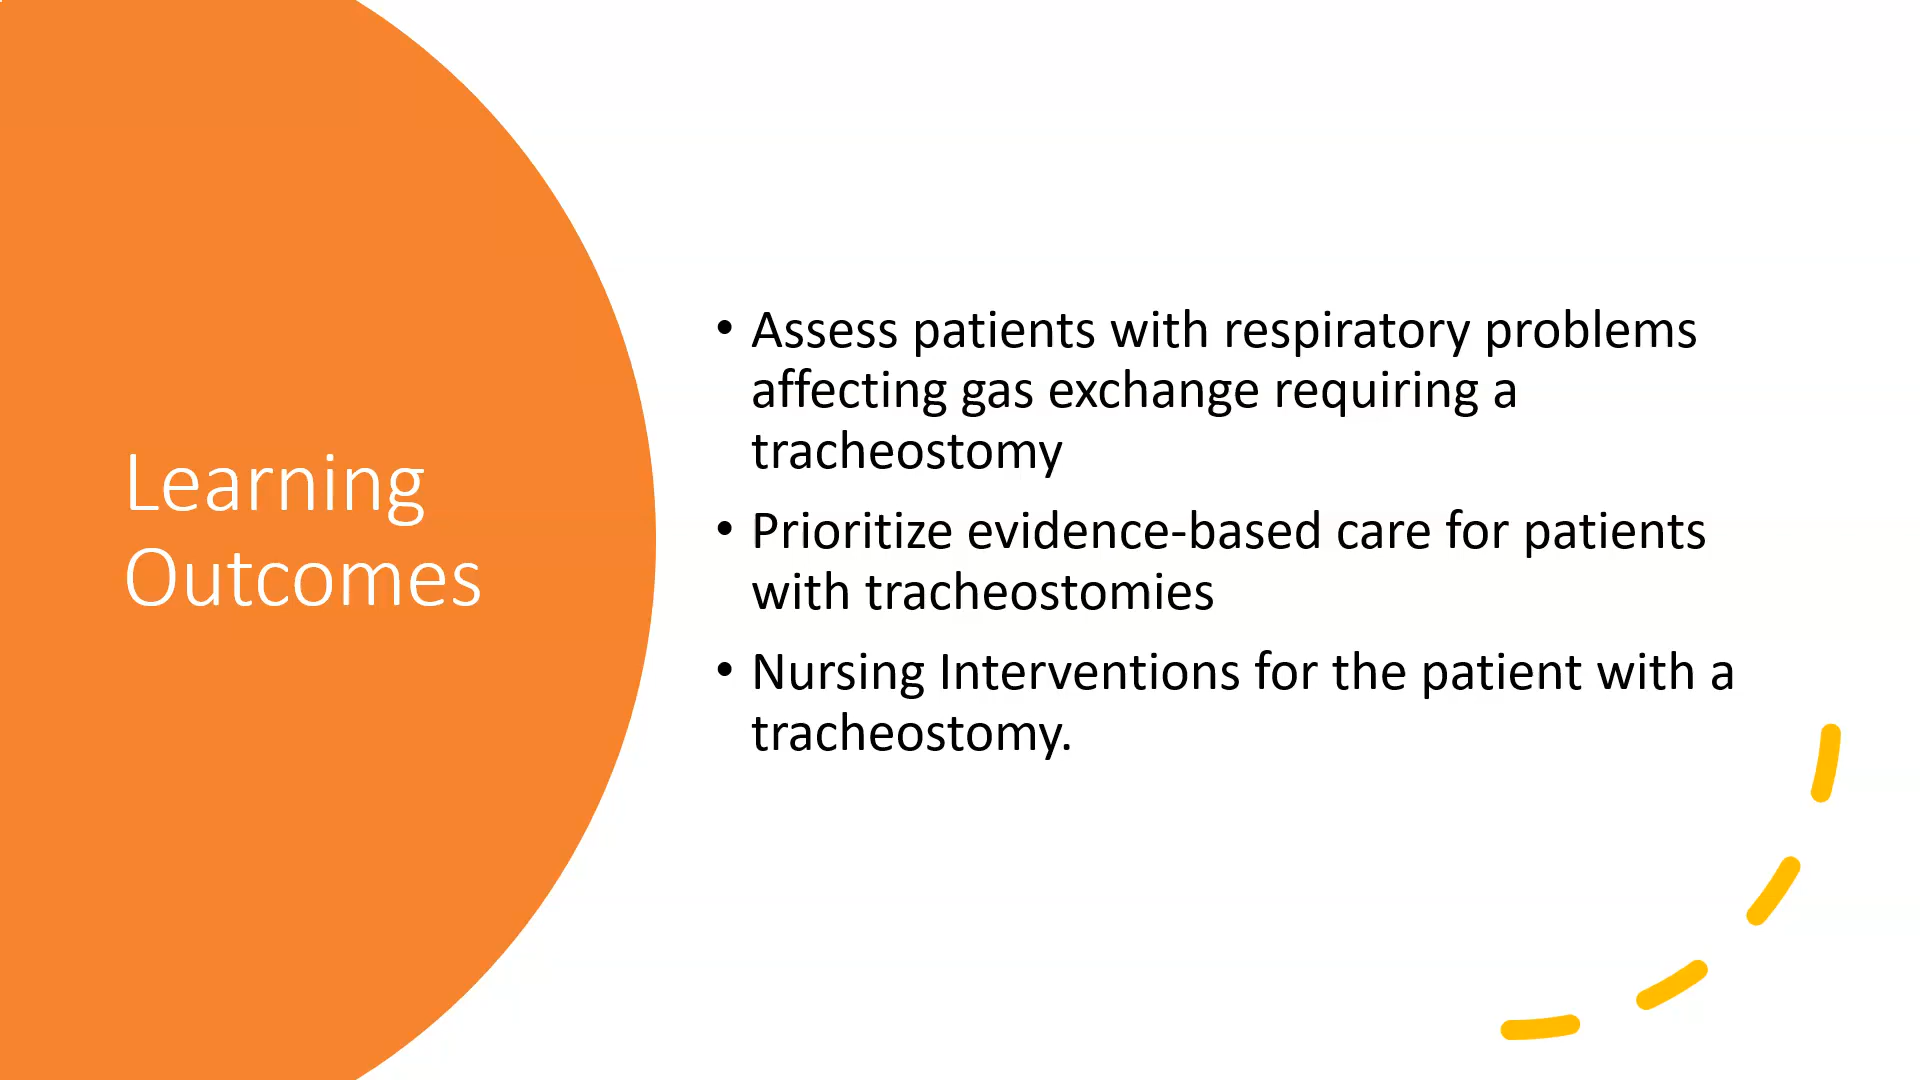 Learning
Outcomes
• Assess patients with respiratory problems
affecting gas exchange requiring a
tracheostomy
• Prioritize evidence-based care for patients
with tracheostomies
• Nursing Interventions for the patient with a
tracheostomy.